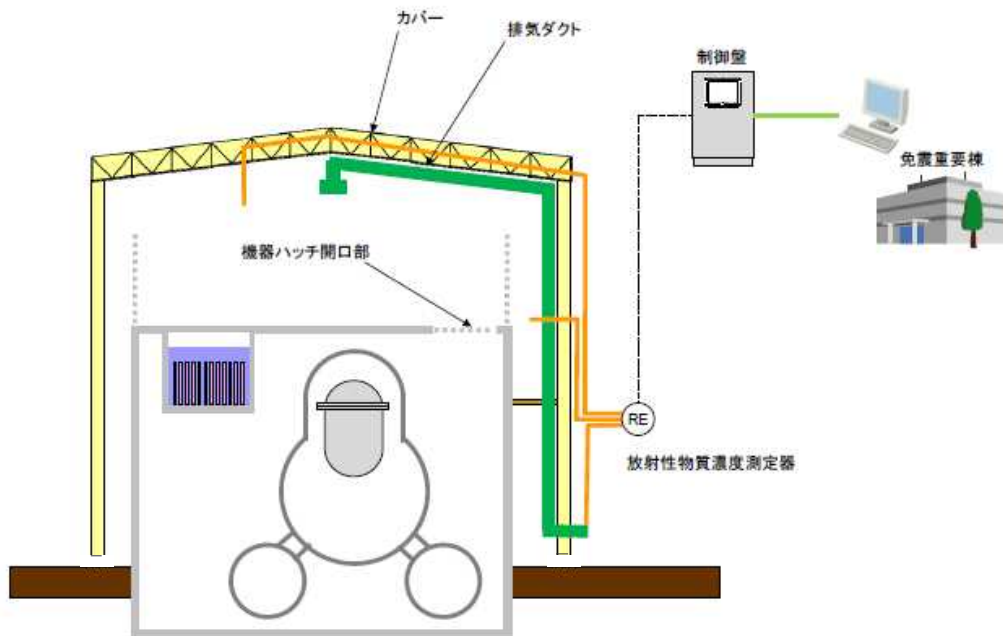 カバー
排気ダクト
制御盤
免震重要棟
機器ハッチ開口部
RE
放射性物質濃度測定器